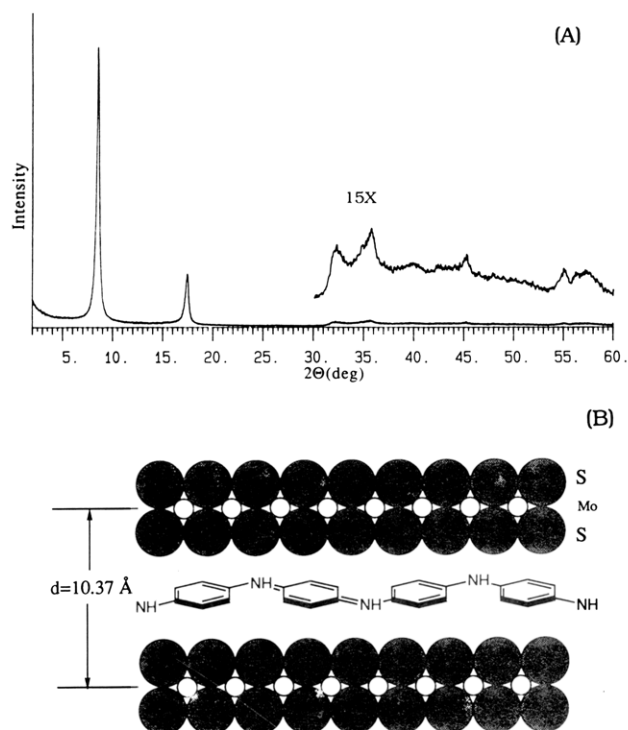 (A)
Intensity
15X
5. 10. 15. 20. 25. 30. 35. 40. 45. 50. 55. 60.
2Θ(deg)
(B)
S
Mo
S
d=10.37 Å
NH NH NH NH NH